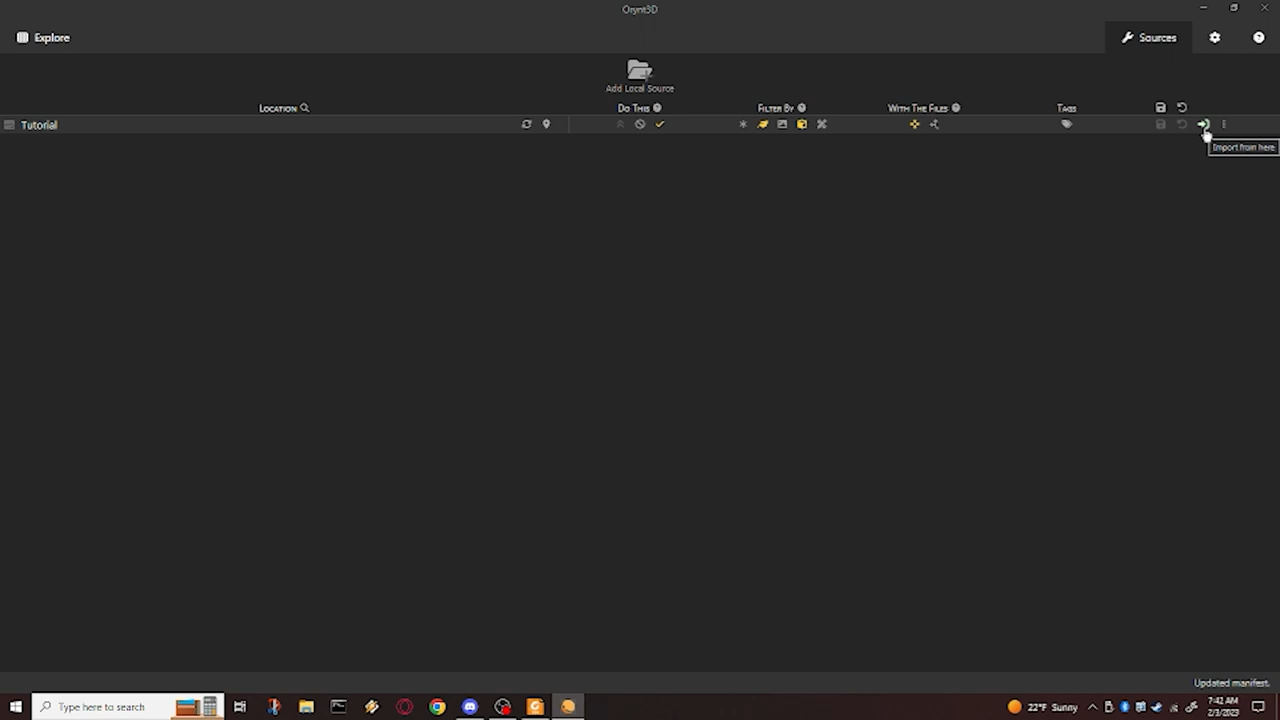 Orynt3D
Explore
Sources
Add Local Source
Location
Do This
Filter By
With The Files
Tags
Tutorial
Import from here
Updated manifest.
Type here to search
22°F Sunny
7:42 AM
2/3/2023